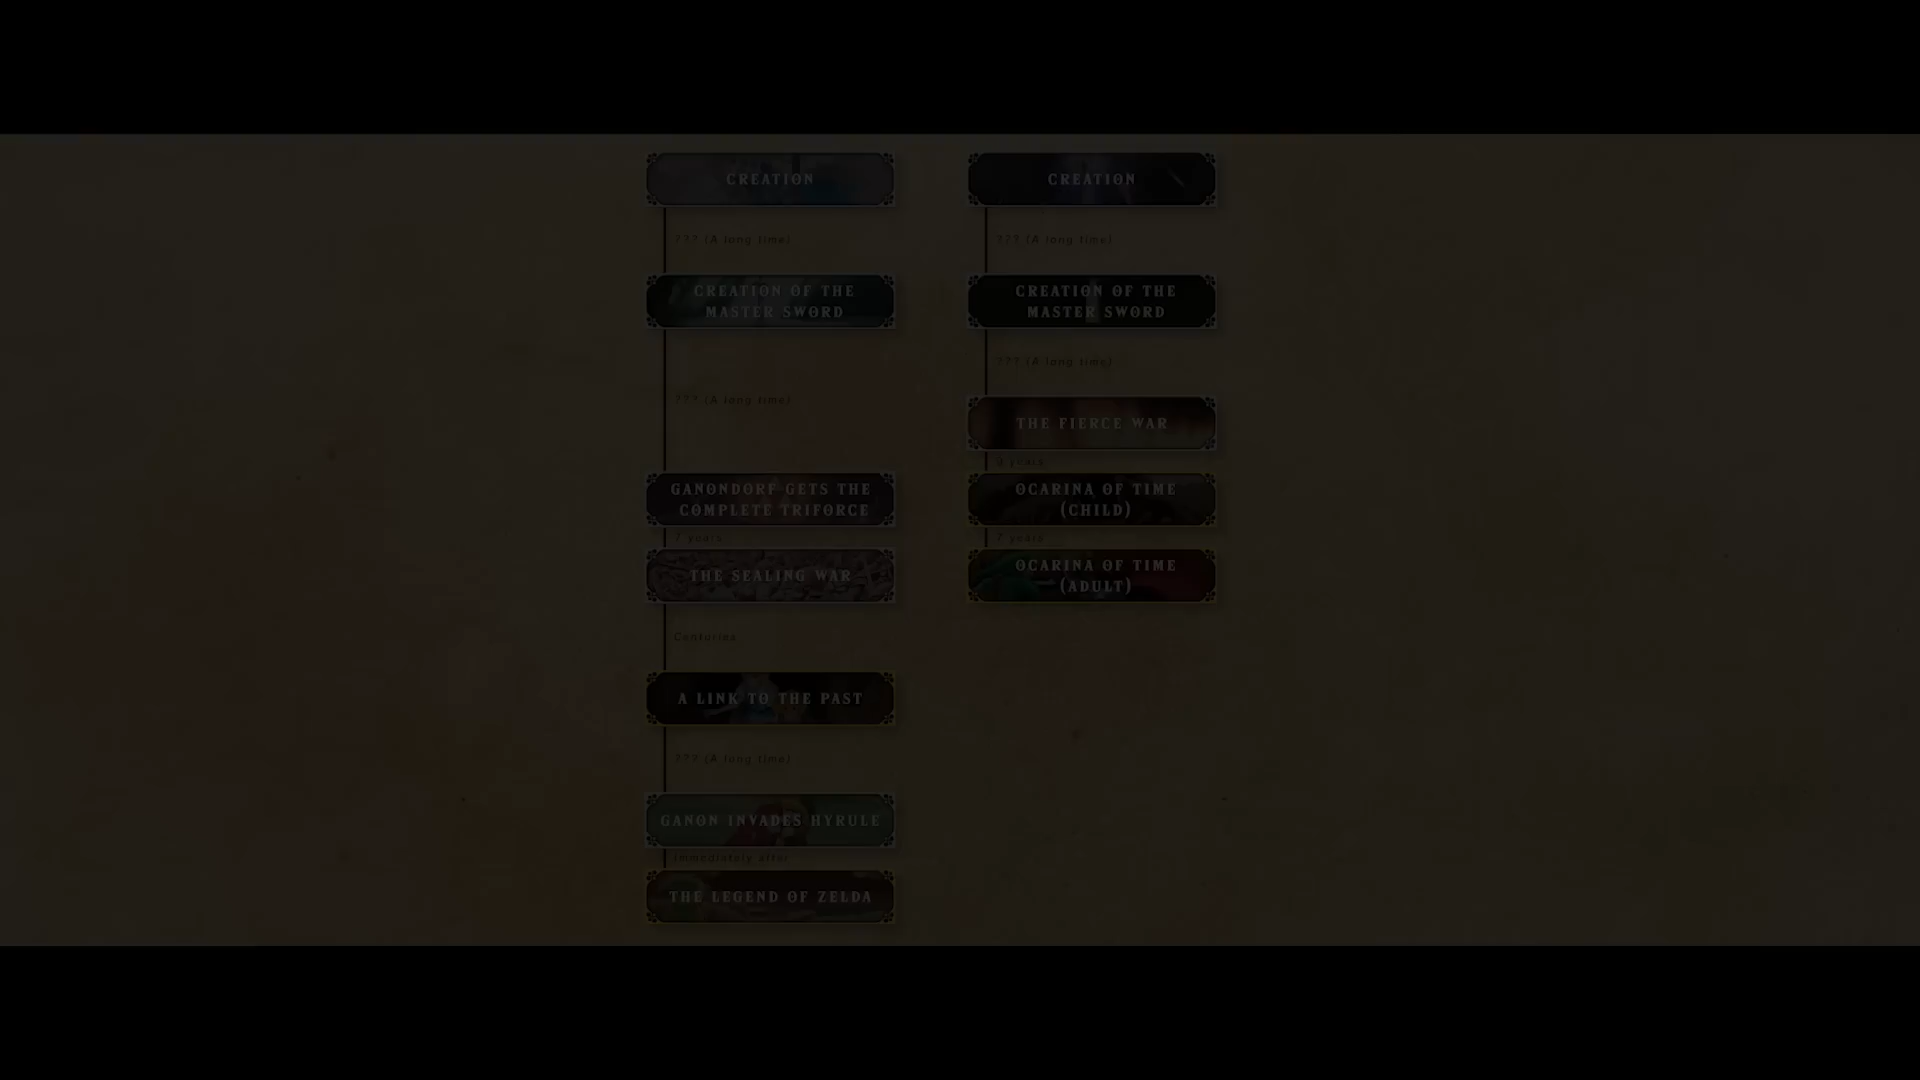 CREATION
??? (A long time)
CREATION OF THE
MASTER SWORD
??? (A long time)
GANONDORF GETS THE
COMPLETE TRIFORCE
7 years
THE SEALING WAR
Centuries
A LINK TO THE PAST
??? (A long time)
GANON INVADES HYRULE
Immediately after
THE LEGEND OF ZELDA
CREATION
??? (A long time)
CREATION OF THE
MASTER SWORD
??? (A long time)
THE FIERCE WAR
years
OCARINA OF TIME
(CHILD)
7 years
OCARINA OF TIME
(ADULT)